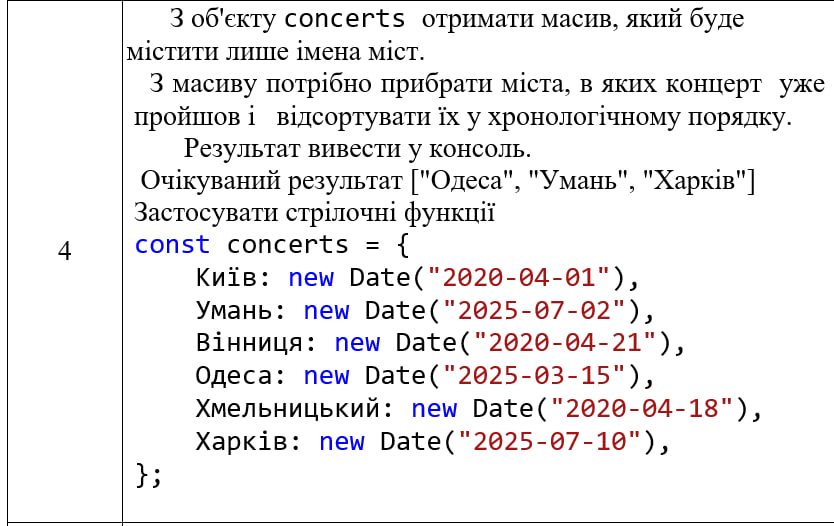 З об'єкту concerts отримати масив, який буде
містити лише імена міст.
З масиву потрібно прибрати міста, в яких концерт уже
пройшов і відсортувати їх у хронологічному порядку.
Результат вивести у консоль.
Очікуваний результат ["Одеса", "Умань", "Харків"]
Застосувати стрілочні функції
4
const concerts = {
Київ: new Date("2020-04-01"),
Умань: new Date("2025-07-02"),
Вінниця: new Date("2020-04-21"),
Одеса: new Date("2025-03-15"),
Хмельницький: new Date("2020-04-18"),
Харків: new Date("2025-07-10"),
};